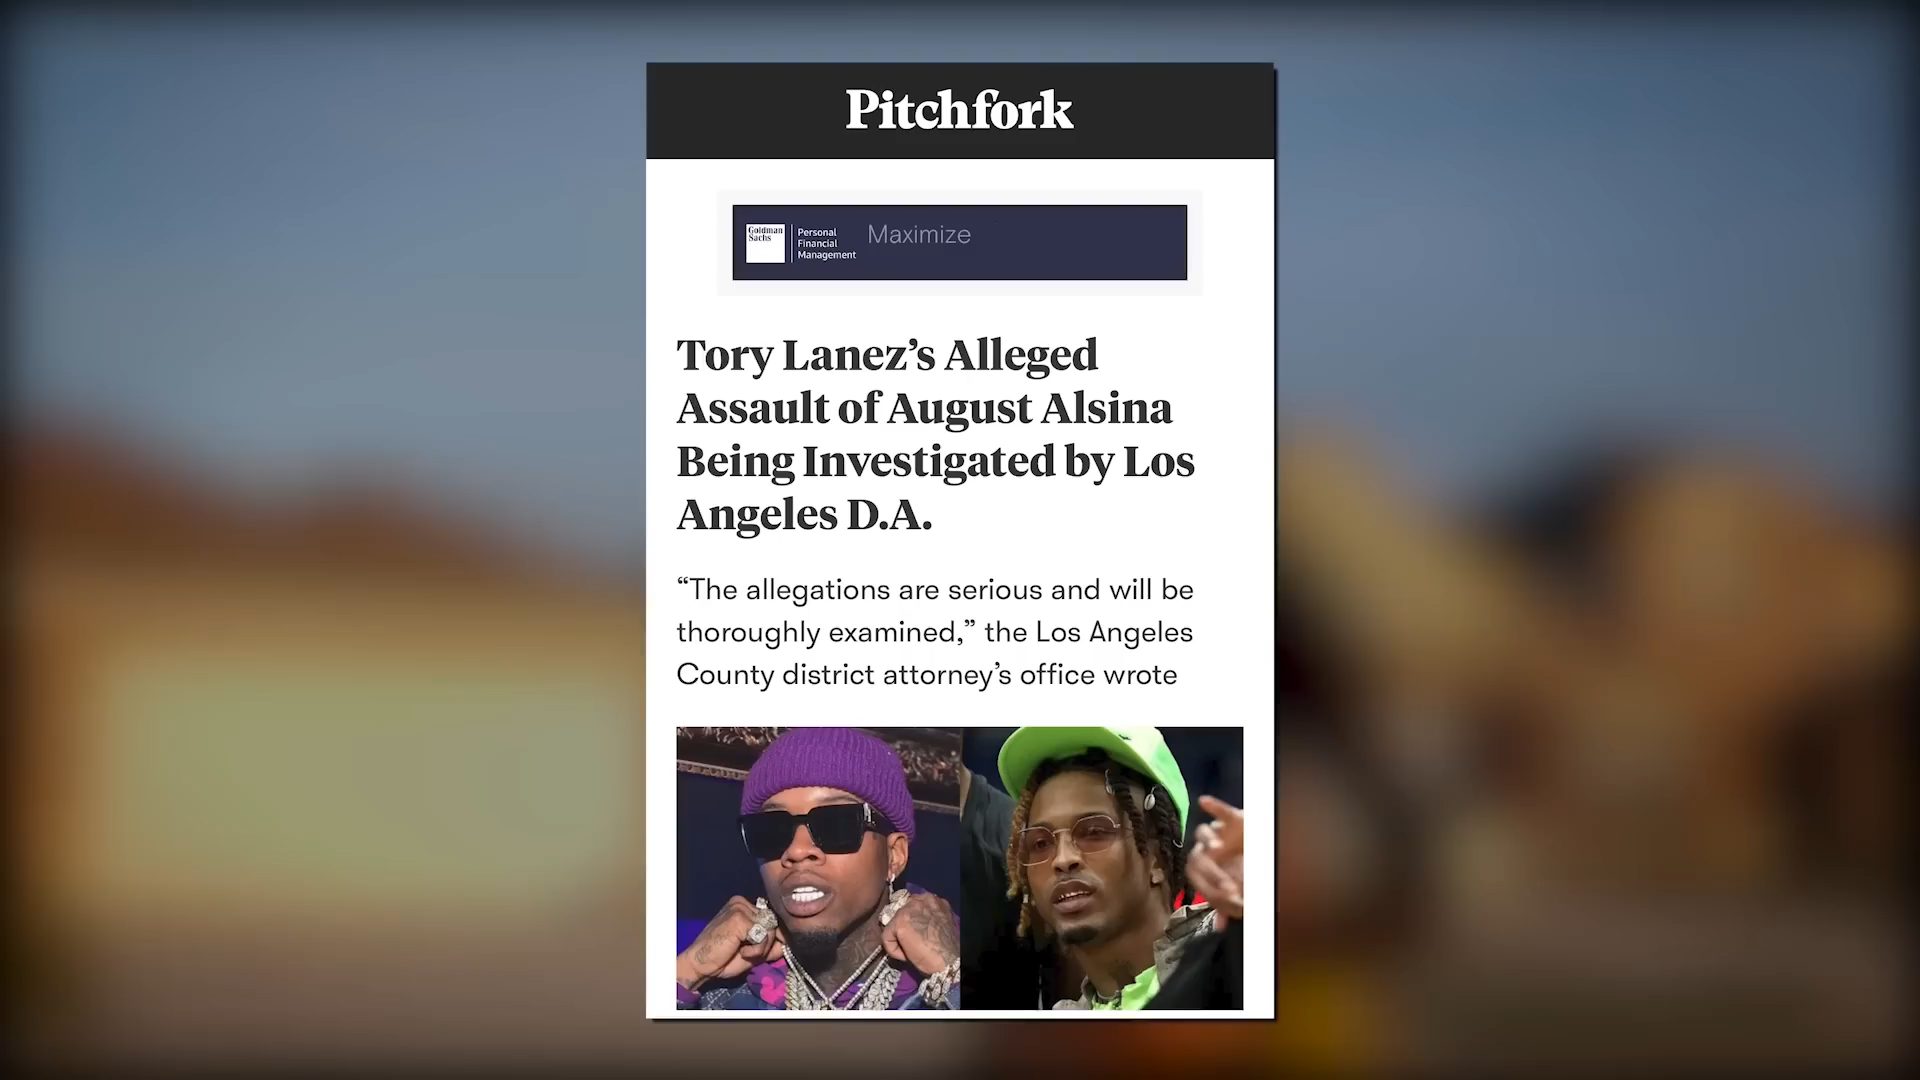 Pitchfork
Goldman
Sachs
Personal
Financial
Management
Maximize
Tory Lanez’s Alleged
Assault of August Alsina
Being Investigated by Los
Angeles D.A.
“The allegations are serious and will be
thoroughly examined,” the Los Angeles
County district attorney’s office wrote